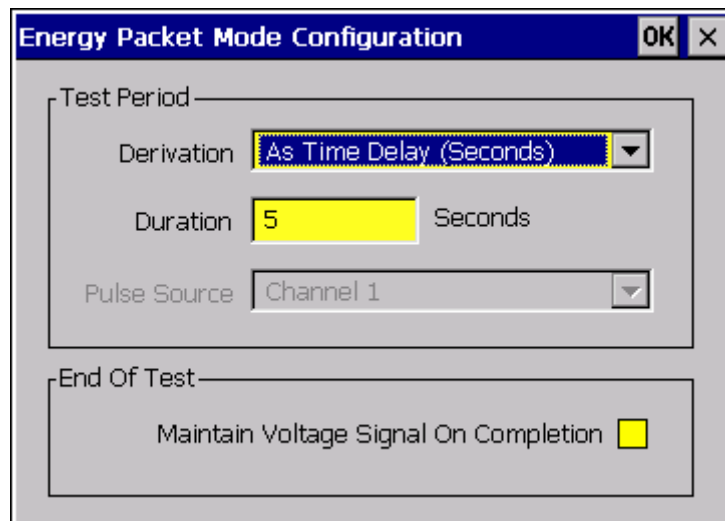 Energy Packet Mode Configuration OK ×
Test Period
Derivation As Time Delay (Seconds)
Duration 5 Seconds
Pulse Source Channel 1
End Of Test
Maintain Voltage Signal On Completion